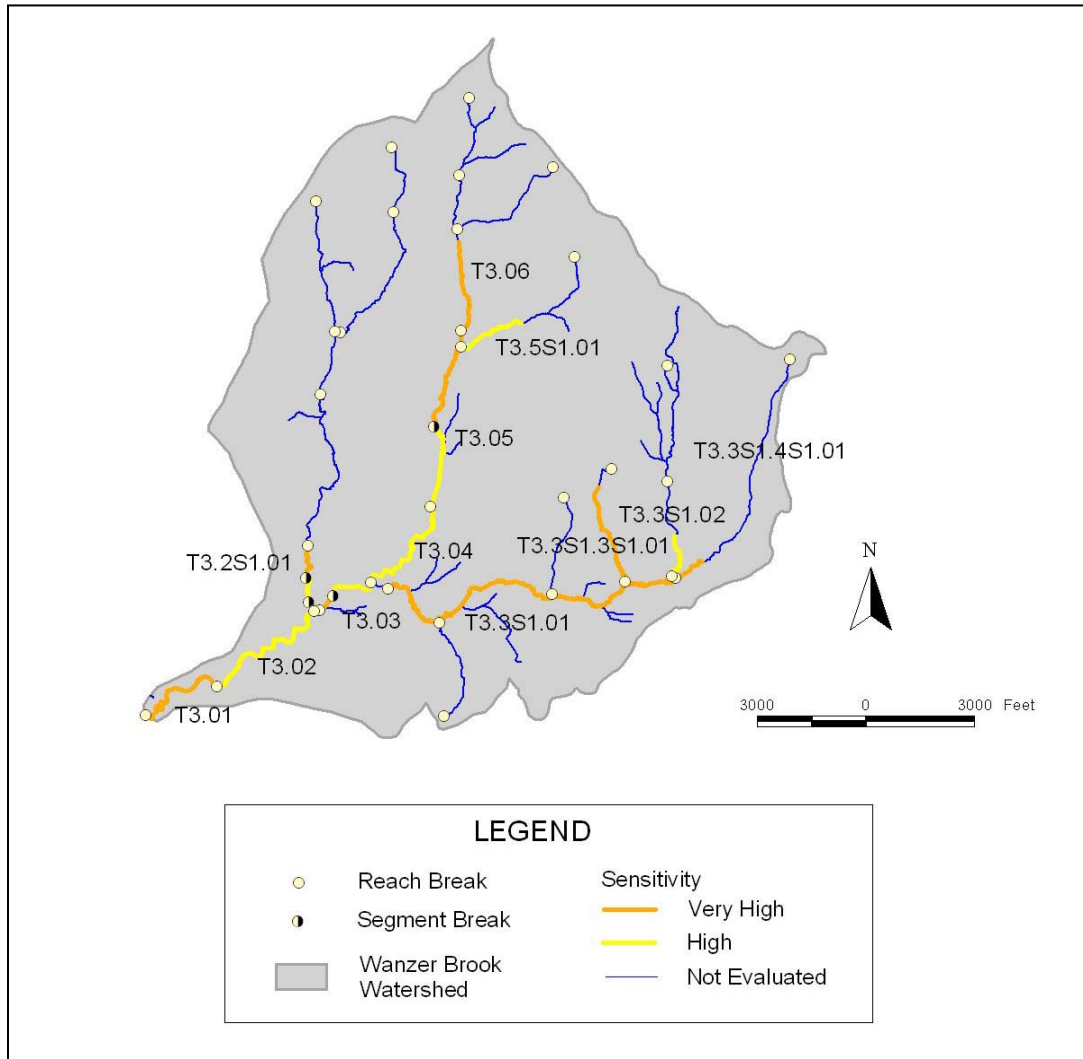 T3.06
T3.5S1.01
T3.05
T3.3S1.4S1.01
T3.3S1.02
T3.3S1.3S1.01
T3.04
T3.2S1.01
N
T3.03
T3.3S1.01
T3.02
T3.01
3000 0 3000 Feet
LEGEND
Reach Break
Segment Break
Wanzer Brook
Watershed
Sensitivity
Very High
High
Not Evaluated